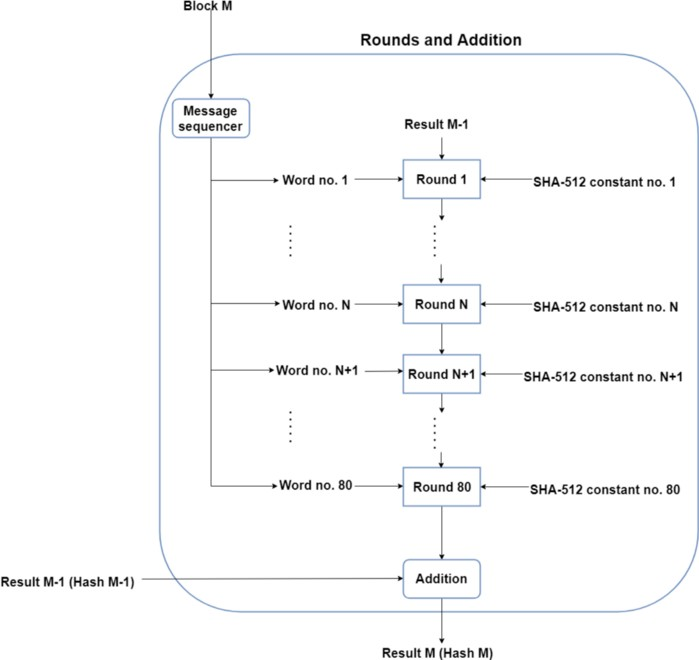 Block M
Rounds and Addition
Message
sequencer
Result M-1
Word no. 1
Round 1
SHA-512 constant no. 1
Word no. N
Round N
SHA-512 constant no. N
Word no. N+1
Round N+1
SHA-512 constant no. N+1
Word no. 80
Round 80
SHA-512 constant no. 80
Result M-1 (Hash M-1)
Addition
Result M (Hash M)